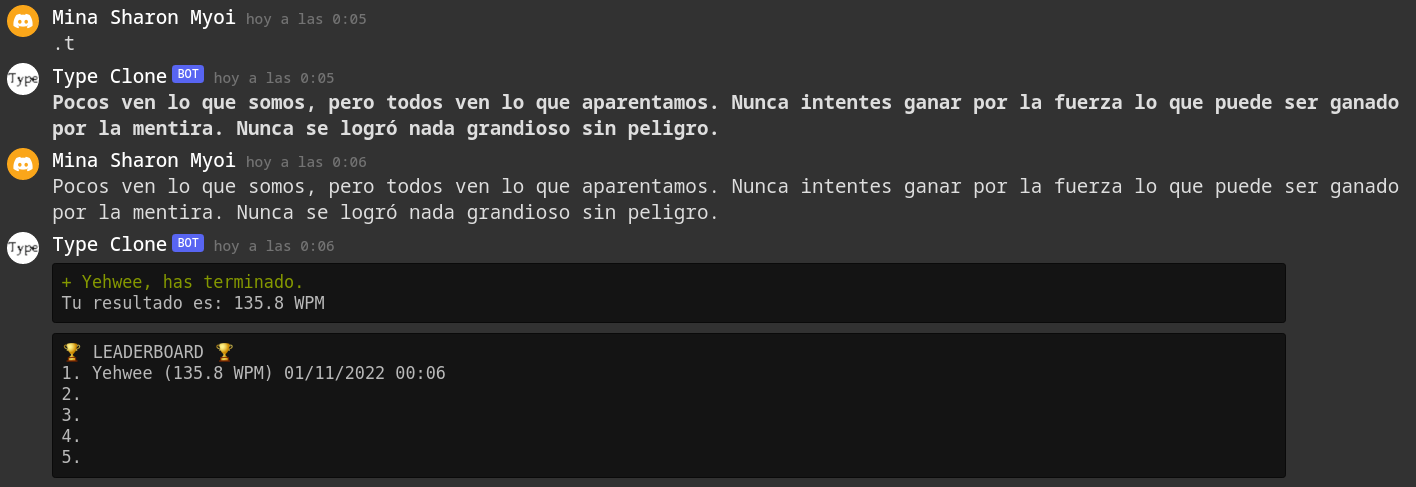 Mina Sharon Myoi hoy a las 0:05
.t
Type
Type Clone BOT hoy a las 0:05
Pocos ven lo que somos, pero todos ven lo que aparentamos. Nunca intentes ganar por la fuerza lo que puede ser ganado
por la mentira. Nunca se logró nada grandioso sin peligro.
Mina Sharon Myoi hoy a las 0:06
Pocos ven lo que somos, pero todos ven lo que aparentamos. Nunca intentes ganar por la fuerza lo que puede ser ganado
por la mentira. Nunca se logró nada grandioso sin peligro.
Type
Type Clone BOT hoy a las 0:06
+ Yehwee, has terminado.
Tu resultado es: 135.8 WPM
🏆 LEADERBOARD 🏆
1. Yehwee (135.8 WPM) 01/11/2022 00:06
2.
3.
4.
5.